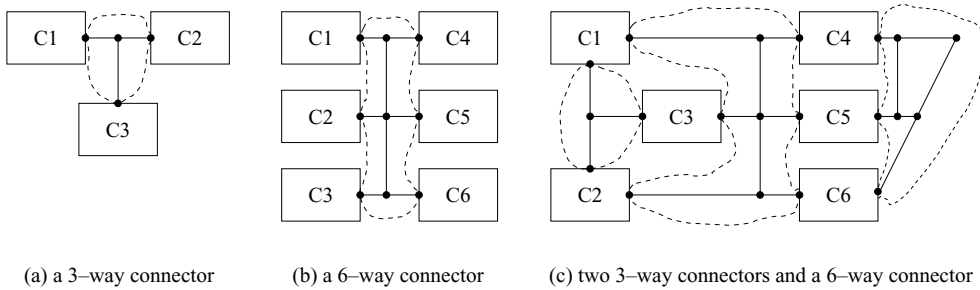 C1
C2
C3
C1
C4
C2
C5
C3
C6
C1
C4
C3
C5
C2
C6
(a) a 3–way connector
(b) a 6–way connector
(c) two 3–way connectors and a 6–way connector